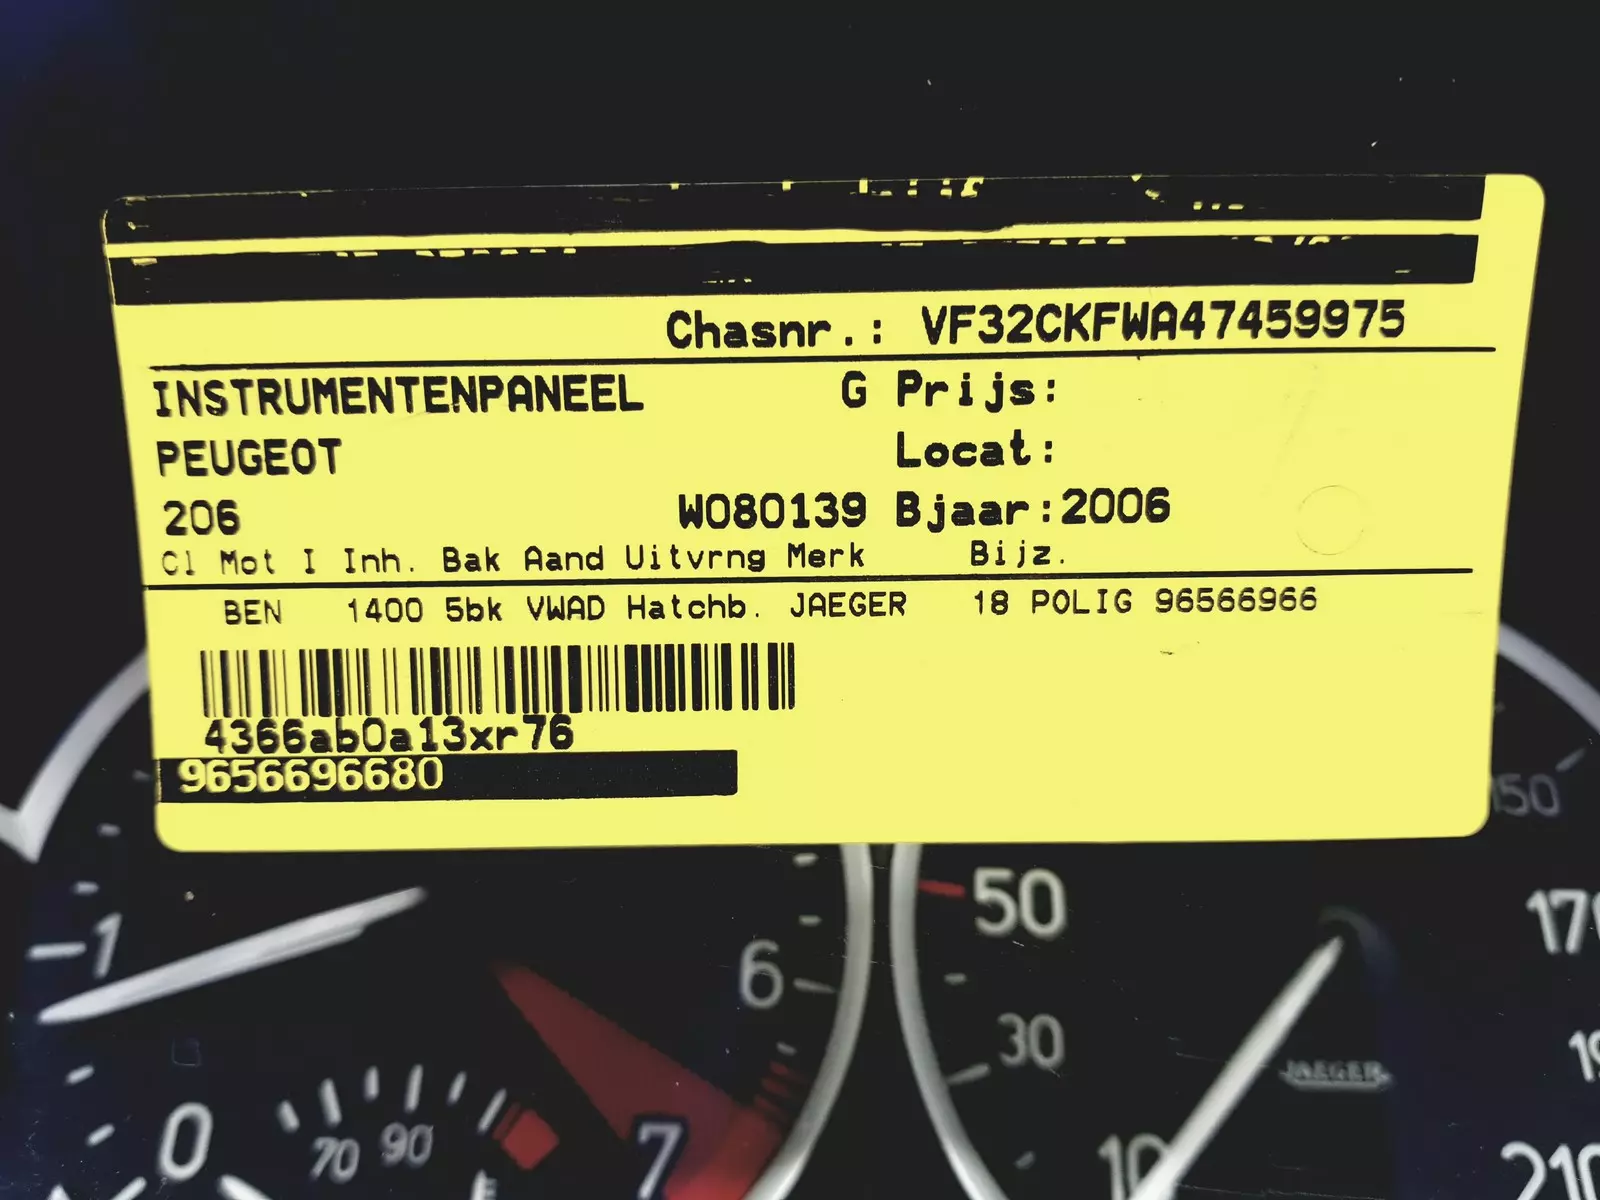 Chasnr.: VF32CKFWA47459975
INSTRUMENTENPANEEL G Prijs:
PEUGEOT Locat:
206 W080139 Bjaar:2006
Cl Mot I Inh. Bak Aand Uitvrng Merk Bijz.
BEN 1400 5bk VWAD Hatchb. JAEGER 18 POLIG 96566966
4366ab0a13xr76
9656696680
150
50
170
1
6
30
JAEGER
0
70 90
7
10
210